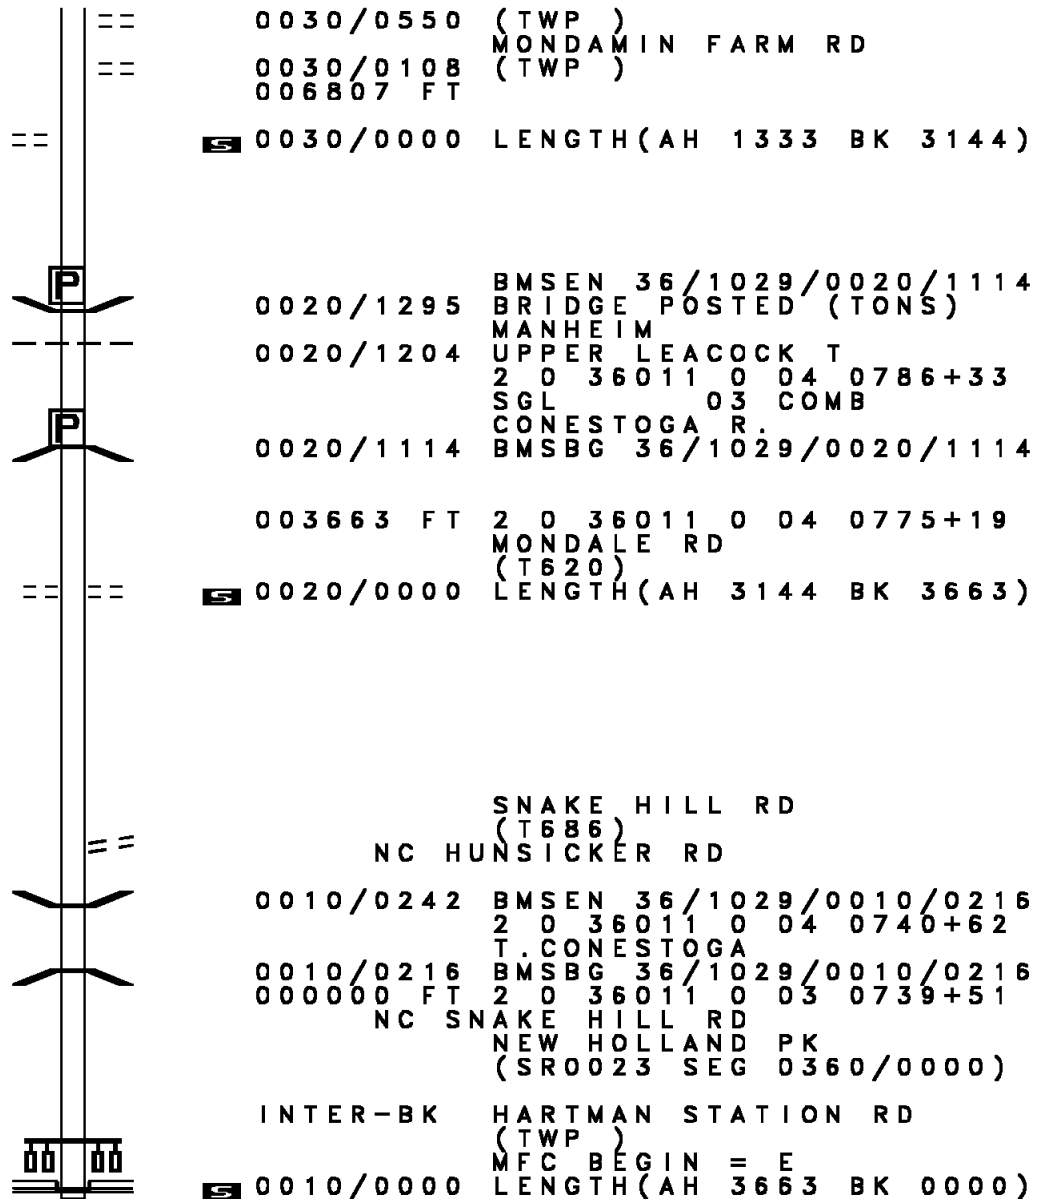 0030/0550 (TWP )
MONDAMIN FARM RD
0030/0108 (TWP )
006807 FT
S 0030/0000 LENGTH(AH 1333 BK 3144)
P
BMSEN 36/1029/0020/1114
0020/1295 BRIDGE POSTED (TONS)
MANHEIM
0020/1204 UPPER LEACOCK T
2 0 36011 0 04 0786+33
SGL 03 COMB
P
CONESTOGA R.
0020/1114 BMSBG 36/1029/0020/1114
003663 FT 2 0 36011 0 04 0775+19
MONDALE RD
(T620)
S 0020/0000 LENGTH(AH 3144 BK 3663)
SNAKE HILL RD
(T686)
NC HUNSICKER RD
0010/0242 BMSEN 36/1029/0010/0216
2 0 36011 0 04 0740+62
T.CONESTOGA
0010/0216 BMSBG 36/1029/0010/0216
000000 FT 2 0 36011 0 03 0739+51
NC SNAKE HILL RD
NEW HOLLAND PK
(SR0023 SEG 0360/0000)
INTER-BK HARTMAN STATION RD
(TWP )
MFC BEGIN = E
S 0010/0000 LENGTH(AH 3663 BK 0000)